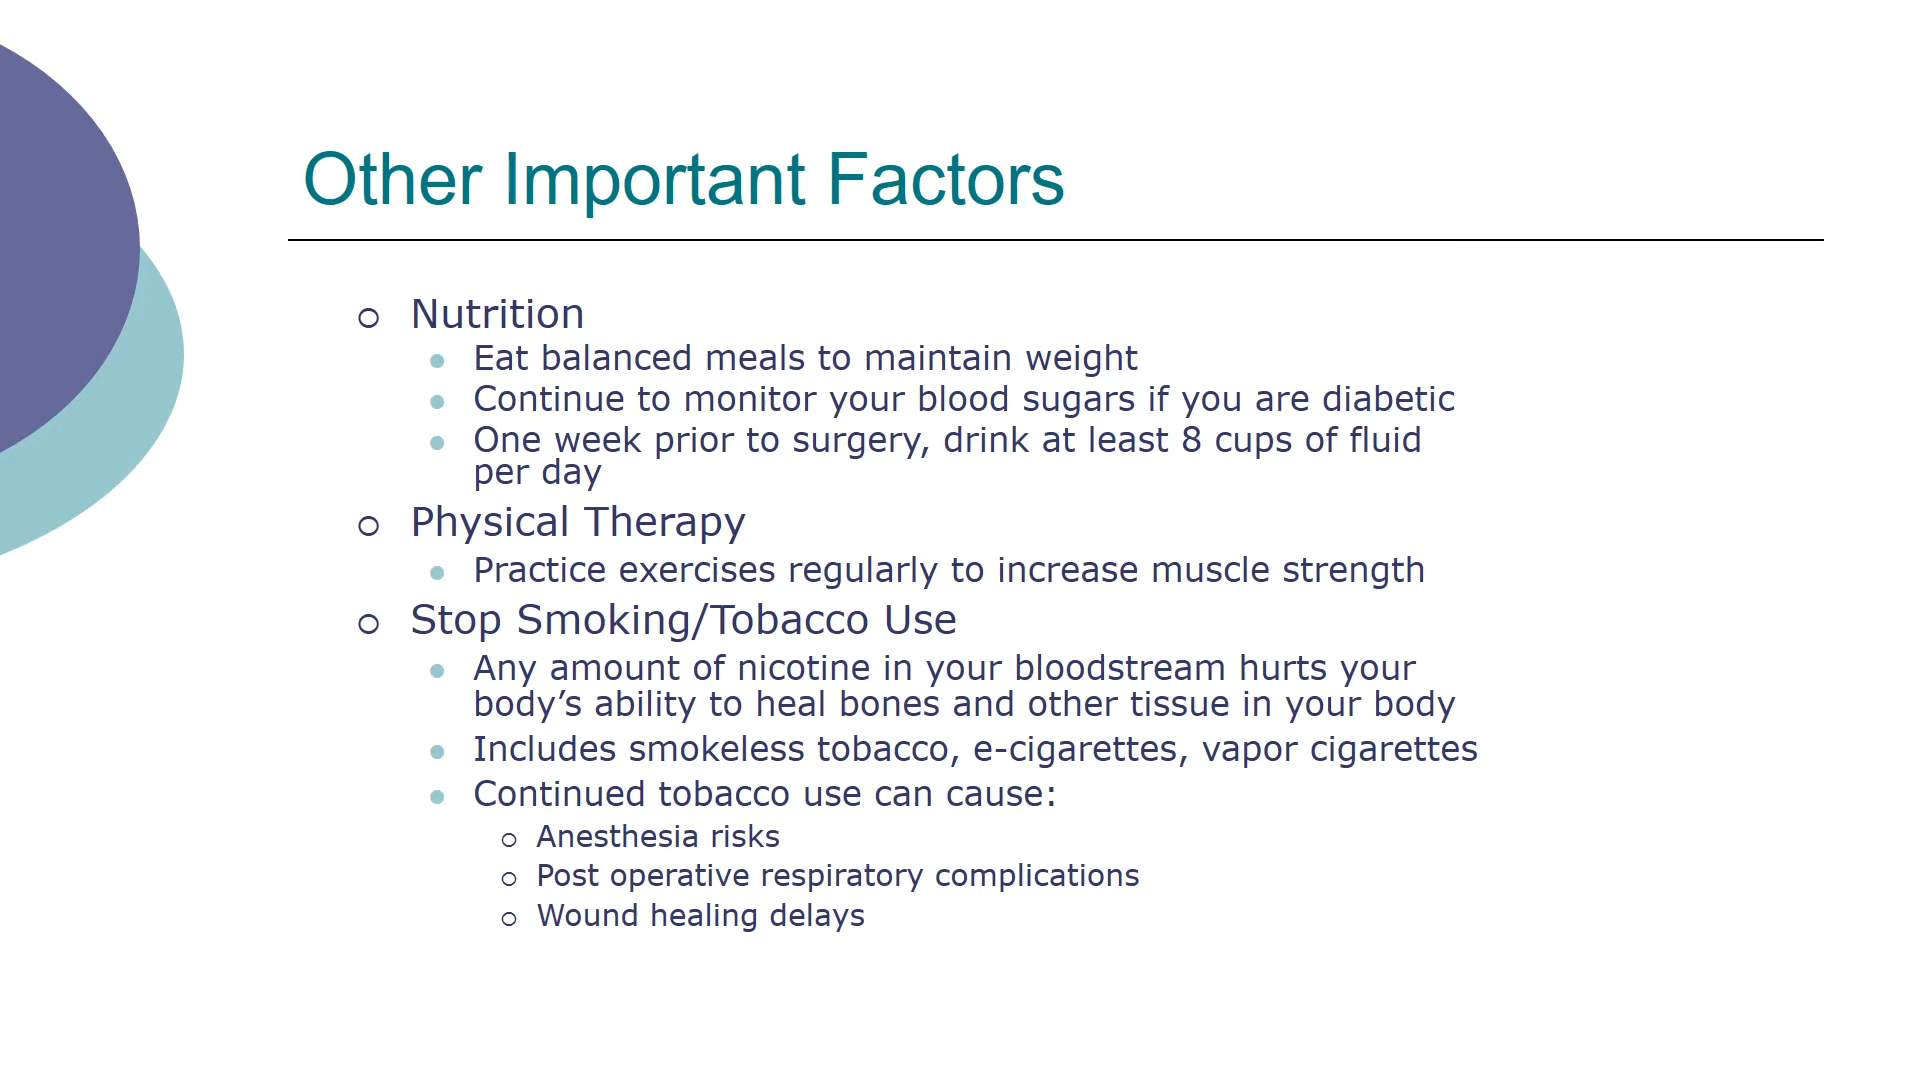 Other Important Factors
Nutrition
Eat balanced meals to maintain weight
Continue to monitor your blood sugars if you are diabetic
One week prior to surgery, drink at least 8 cups of fluid
per day
Physical Therapy
Practice exercises regularly to increase muscle strength
Stop Smoking/Tobacco Use
Any amount of nicotine in your bloodstream hurts your
body’s ability to heal bones and other tissue in your body
Includes smokeless tobacco, e-cigarettes, vapor cigarettes
Continued tobacco use can cause:
Anesthesia risks
Post operative respiratory complications
Wound healing delays